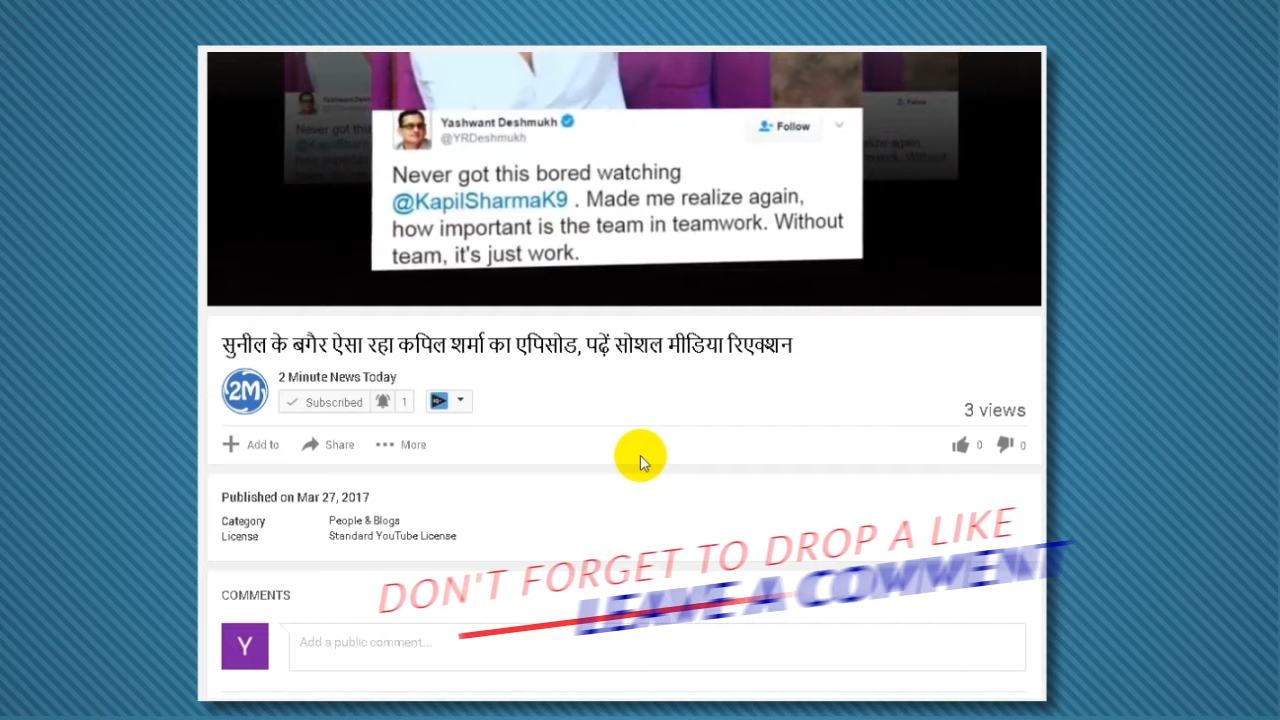 Yashwant Deshmukh
@YRDeshmukh
Follow
Never got this bored watching
@KapilSharmaK9 . Made me realize again,
how important is the team in teamwork. Without
team, it's just work.
सुनील के बगैर ऐसा रहा कपिल शर्मा का एपिसोड, पढ़ें सोशल मीडिया रिएक्शन
2M
2 Minute News Today
Subscribed 1
3 views
Add to Share More
0 0
Published on Mar 27, 2017
Category People & Blogs
License Standard YouTube License
DON'T FORGET TO DROP A LIKE
LEAVE A COMMENT
COMMENTS
Y
Add a public comment...